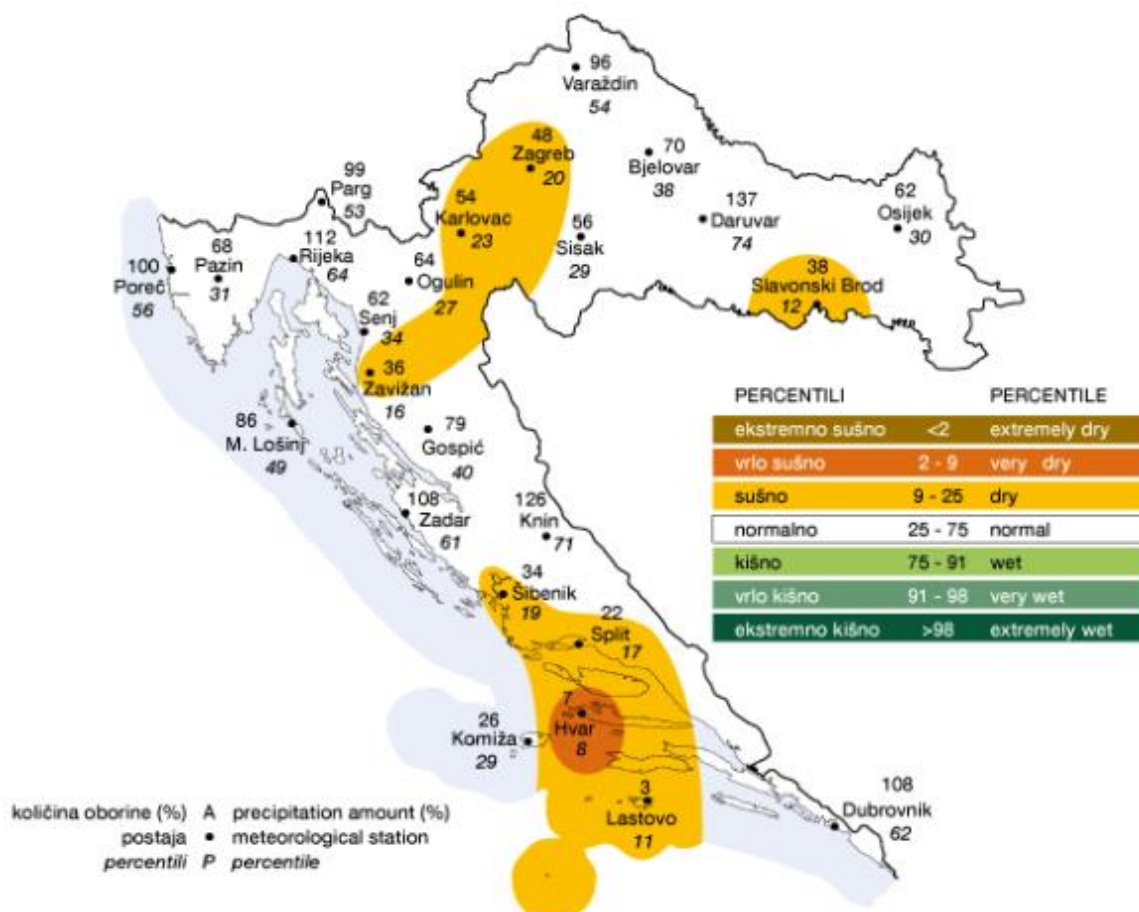 96
Varaždin
54
48
Zagreb
20
70
Bjelovar
38
99
Parg
53
54
Karlovac
23
137
Daruvar
74
62
Osijek
30
56
Sisak
29
112
Rijeka
64
68
Pazin
31
100
Poreč
56
64
Ogulin
27
38
Slavonski Brod
12
62
Senj
34
36
Zavižan
16
86
M. Lošinj
49
79
Gospić
40
108
Zadar
61
126
Knin
71
34
Šibenik
19
22
Split
17
7
Hvar
8
26
Komiža
29
3
Lastovo
11
108
Dubrovnik
62
PERCENTILI PERCENTILE
ekstremno sušno <2 extremely dry
vrlo sušno 2 - 9 very dry
sušno 9 - 25 dry
normalno 25 - 75 normal
kišno 75 - 91 wet
vrlo kišno 91 - 98 very wet
ekstremno kišno >98 extremely wet
količina oborine (%) A precipitation amount (%)
postaja • meteorological station
percentili P percentile